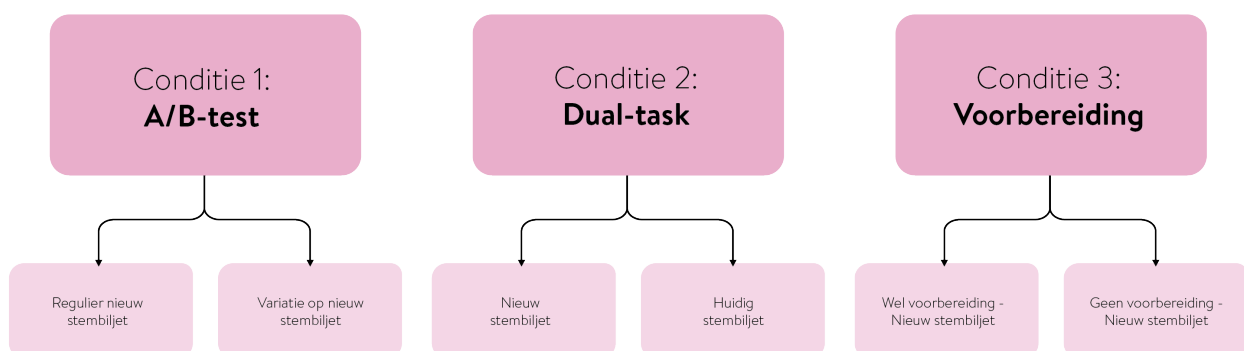 Conditie 1:
A/B-test
Conditie 2:
Dual-task
Conditie 3:
Voorbereiding
Regulier nieuw
stembiljet
Variatie op nieuw
stembiljet
Nieuw
stembiljet
Huidig
stembiljet
Wel voorbereiding -
Nieuw stembiljet
Geen voorbereiding -
Nieuw stembiljet